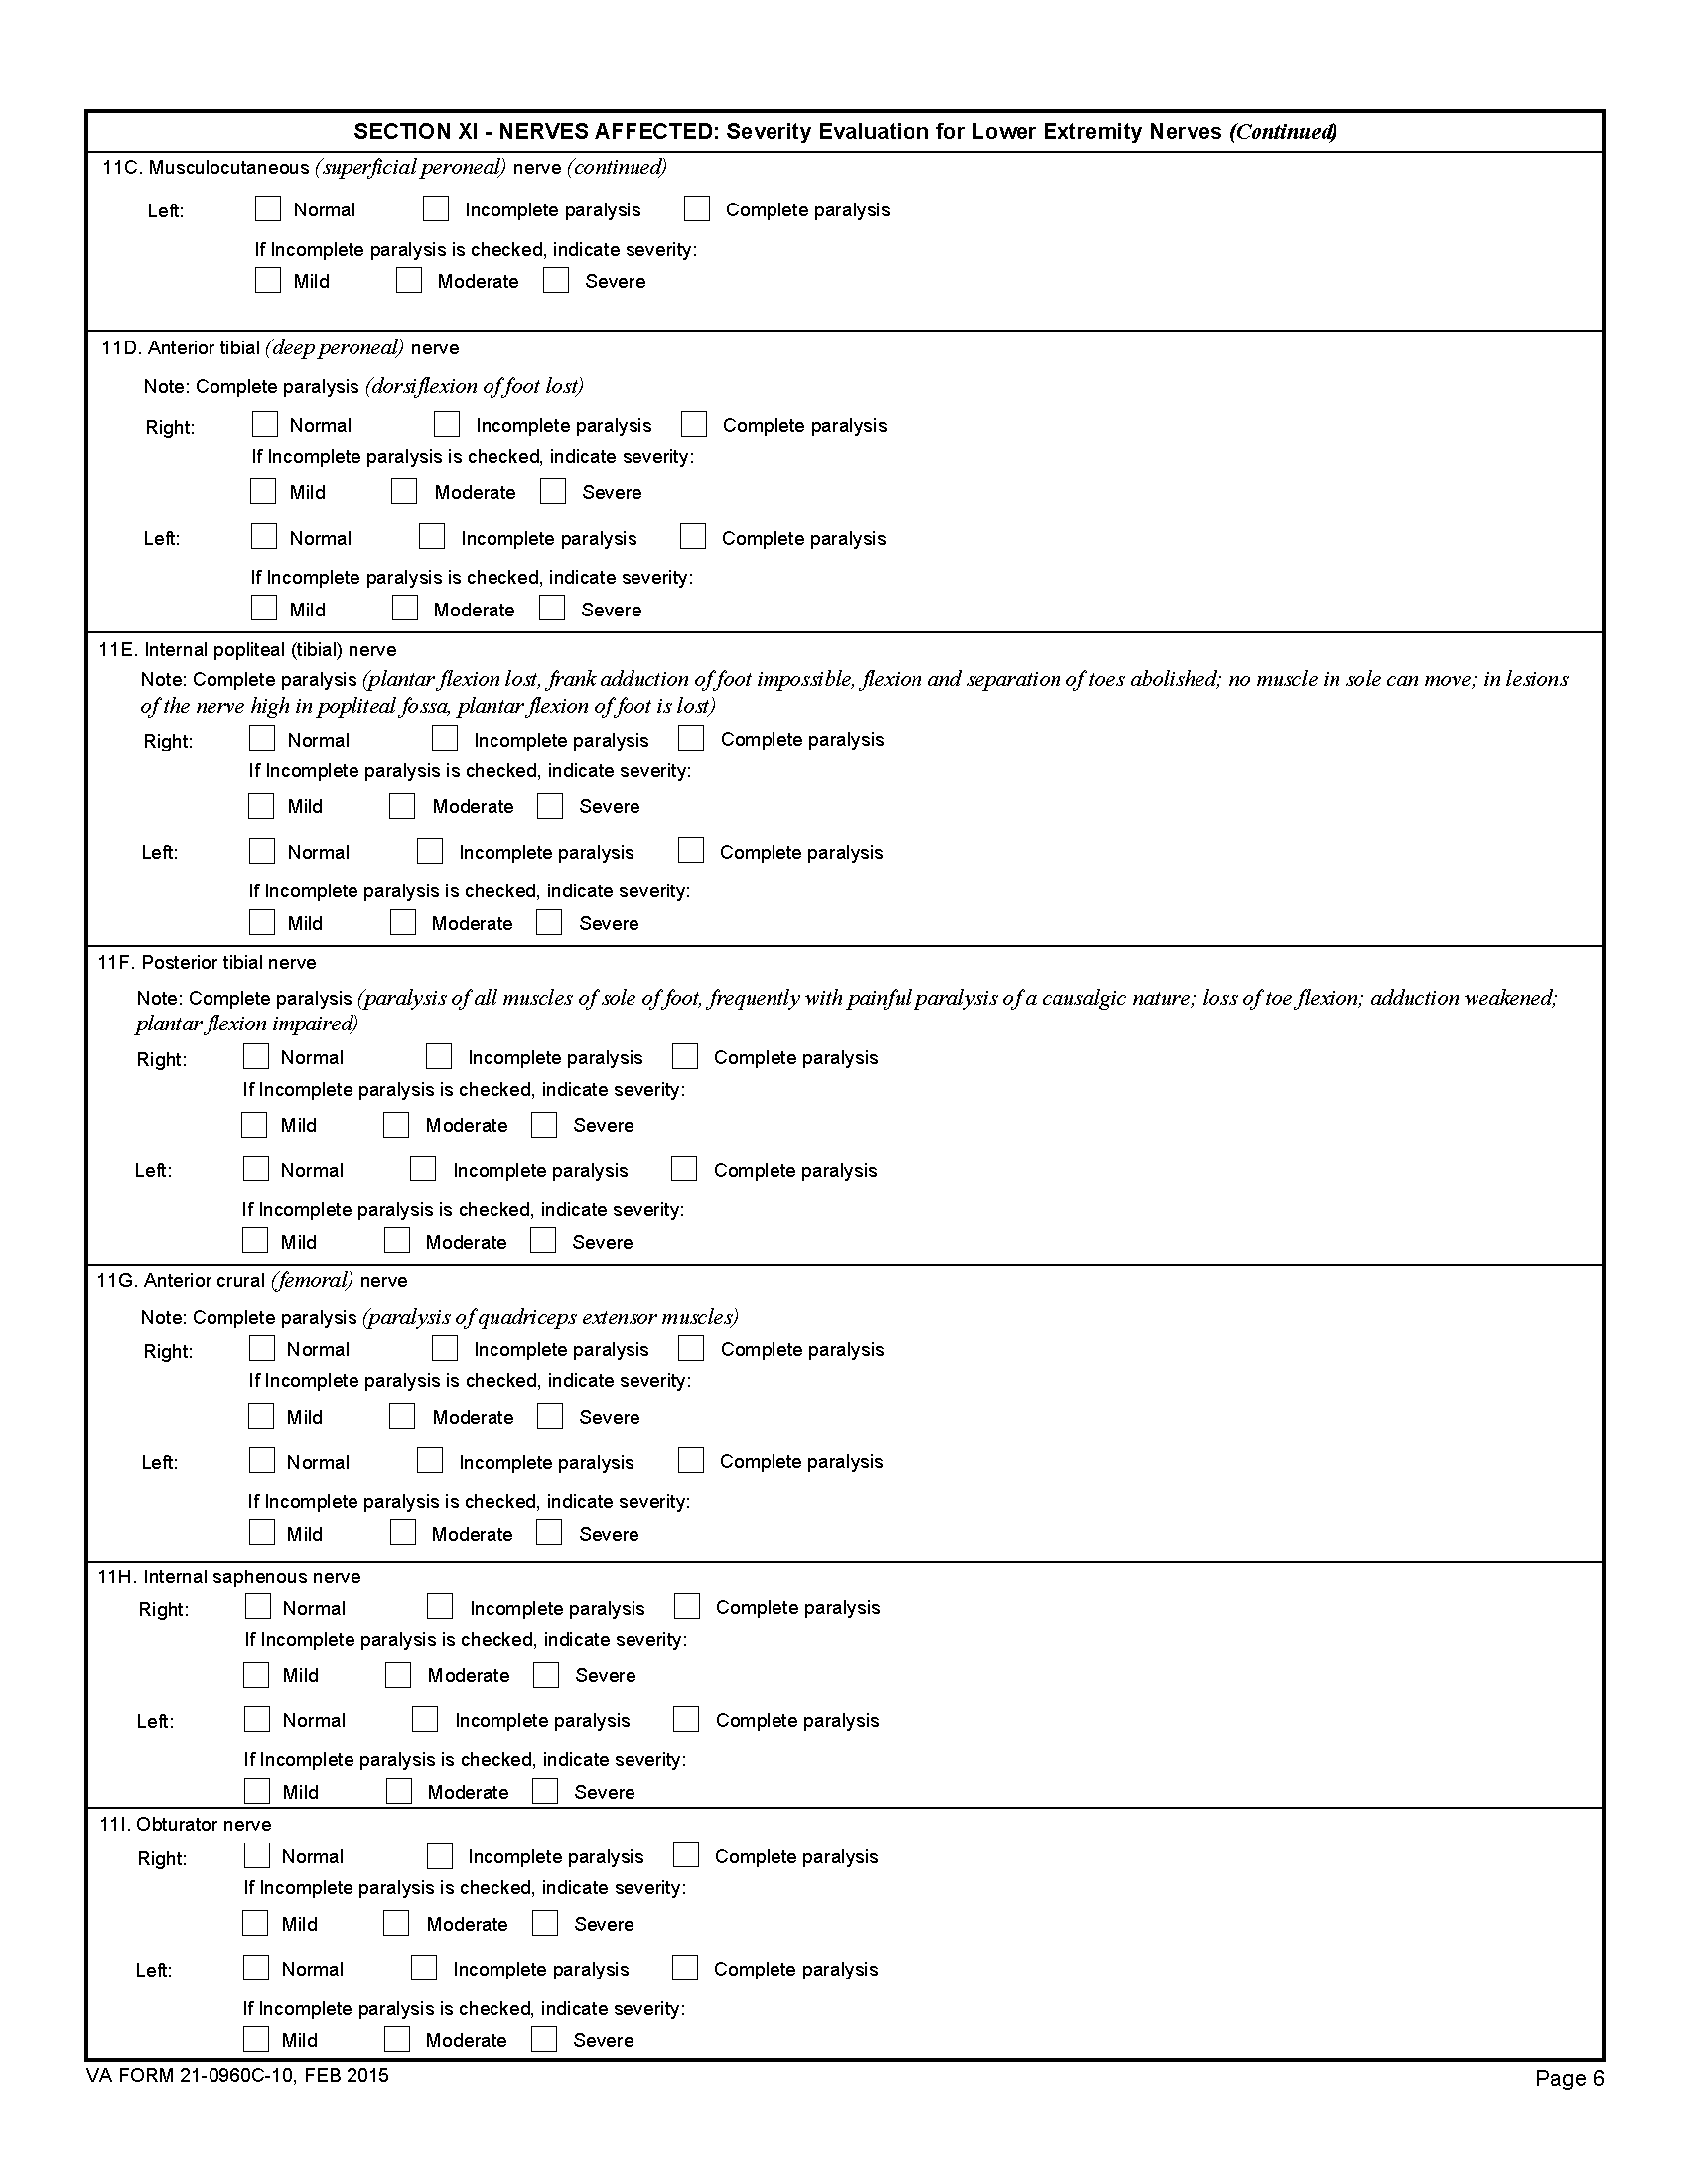 SECTION XI - NERVES AFFECTED: Severity Evaluation for Lower Extremity Nerves (Continued)
11C. Musculocutaneous (superficial peroneal) nerve (continued)
Left: Normal Incomplete paralysis Complete paralysis
If Incomplete paralysis is checked, indicate severity:
Mild Moderate Severe
11D. Anterior tibial (deep peroneal) nerve
Note: Complete paralysis (dorsiflexion of foot lost)
Right: Normal Incomplete paralysis Complete paralysis
If Incomplete paralysis is checked, indicate severity:
Mild Moderate Severe
Left: Normal Incomplete paralysis Complete paralysis
If Incomplete paralysis is checked, indicate severity:
Mild Moderate Severe
11E. Internal popliteal (tibial) nerve
Note: Complete paralysis (plantar flexion lost, frank adduction of foot impossible, flexion and separation of toes abolished; no muscle in sole can move; in lesions
of the nerve high in popliteal fossa, plantar flexion of foot is lost)
Right: Normal Incomplete paralysis Complete paralysis
If Incomplete paralysis is checked, indicate severity:
Mild Moderate Severe
Left: Normal Incomplete paralysis Complete paralysis
If Incomplete paralysis is checked, indicate severity:
Mild Moderate Severe
11F. Posterior tibial nerve
Note: Complete paralysis (paralysis of all muscles of sole of foot, frequently with painful paralysis of a causalgic nature; loss of toe flexion; adduction weakened;
plantar flexion impaired)
Right: Normal Incomplete paralysis Complete paralysis
If Incomplete paralysis is checked, indicate severity:
Mild Moderate Severe
Left: Normal Incomplete paralysis Complete paralysis
If Incomplete paralysis is checked, indicate severity:
Mild Moderate Severe
11G. Anterior crural (femoral) nerve
Note: Complete paralysis (paralysis of quadriceps extensor muscles)
Right: Normal Incomplete paralysis Complete paralysis
If Incomplete paralysis is checked, indicate severity:
Mild Moderate Severe
Left: Normal Incomplete paralysis Complete paralysis
If Incomplete paralysis is checked, indicate severity:
Mild Moderate Severe
11H. Internal saphenous nerve
Right: Normal Incomplete paralysis Complete paralysis
If Incomplete paralysis is checked, indicate severity:
Mild Moderate Severe
Left: Normal Incomplete paralysis Complete paralysis
If Incomplete paralysis is checked, indicate severity:
Mild Moderate Severe
11I. Obturator nerve
Right: Normal Incomplete paralysis Complete paralysis
If Incomplete paralysis is checked, indicate severity:
Mild Moderate Severe
Left: Normal Incomplete paralysis Complete paralysis
If Incomplete paralysis is checked, indicate severity:
Mild Moderate Severe
VA FORM 21-0960C-10, FEB 2015
Page 6